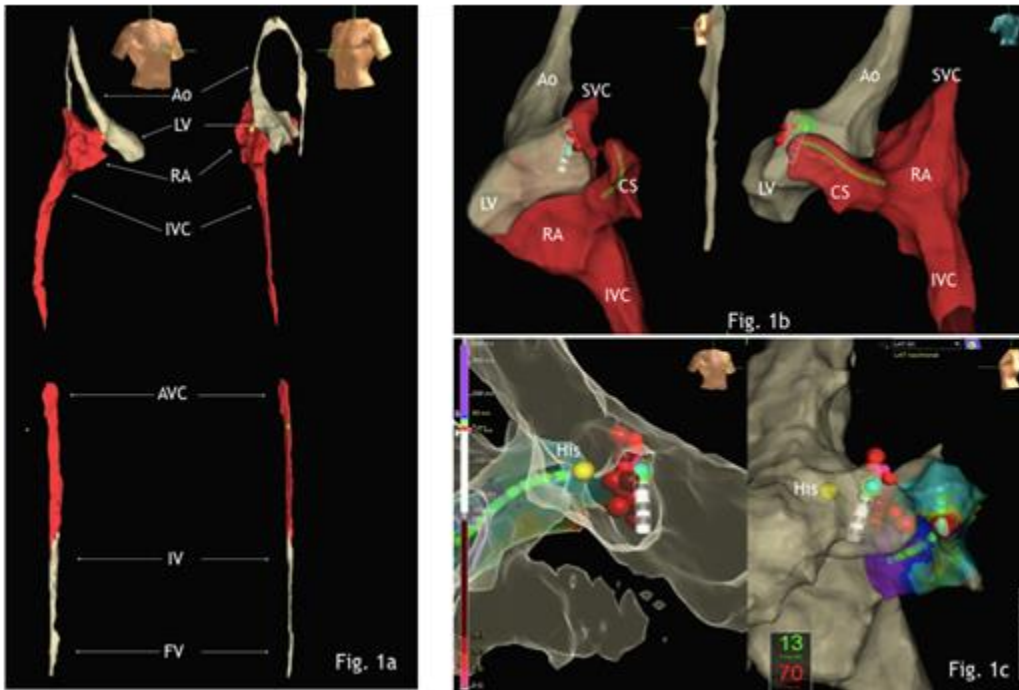 Ao
LV
RA
IVC
AVC
IV
FV
Fig. 1a
Ao
SVC
LV
CS
RA
IVC
Ao
SVC
LV
CS
RA
IVC
Fig. 1b
His
His
13
70
Fig. 1c